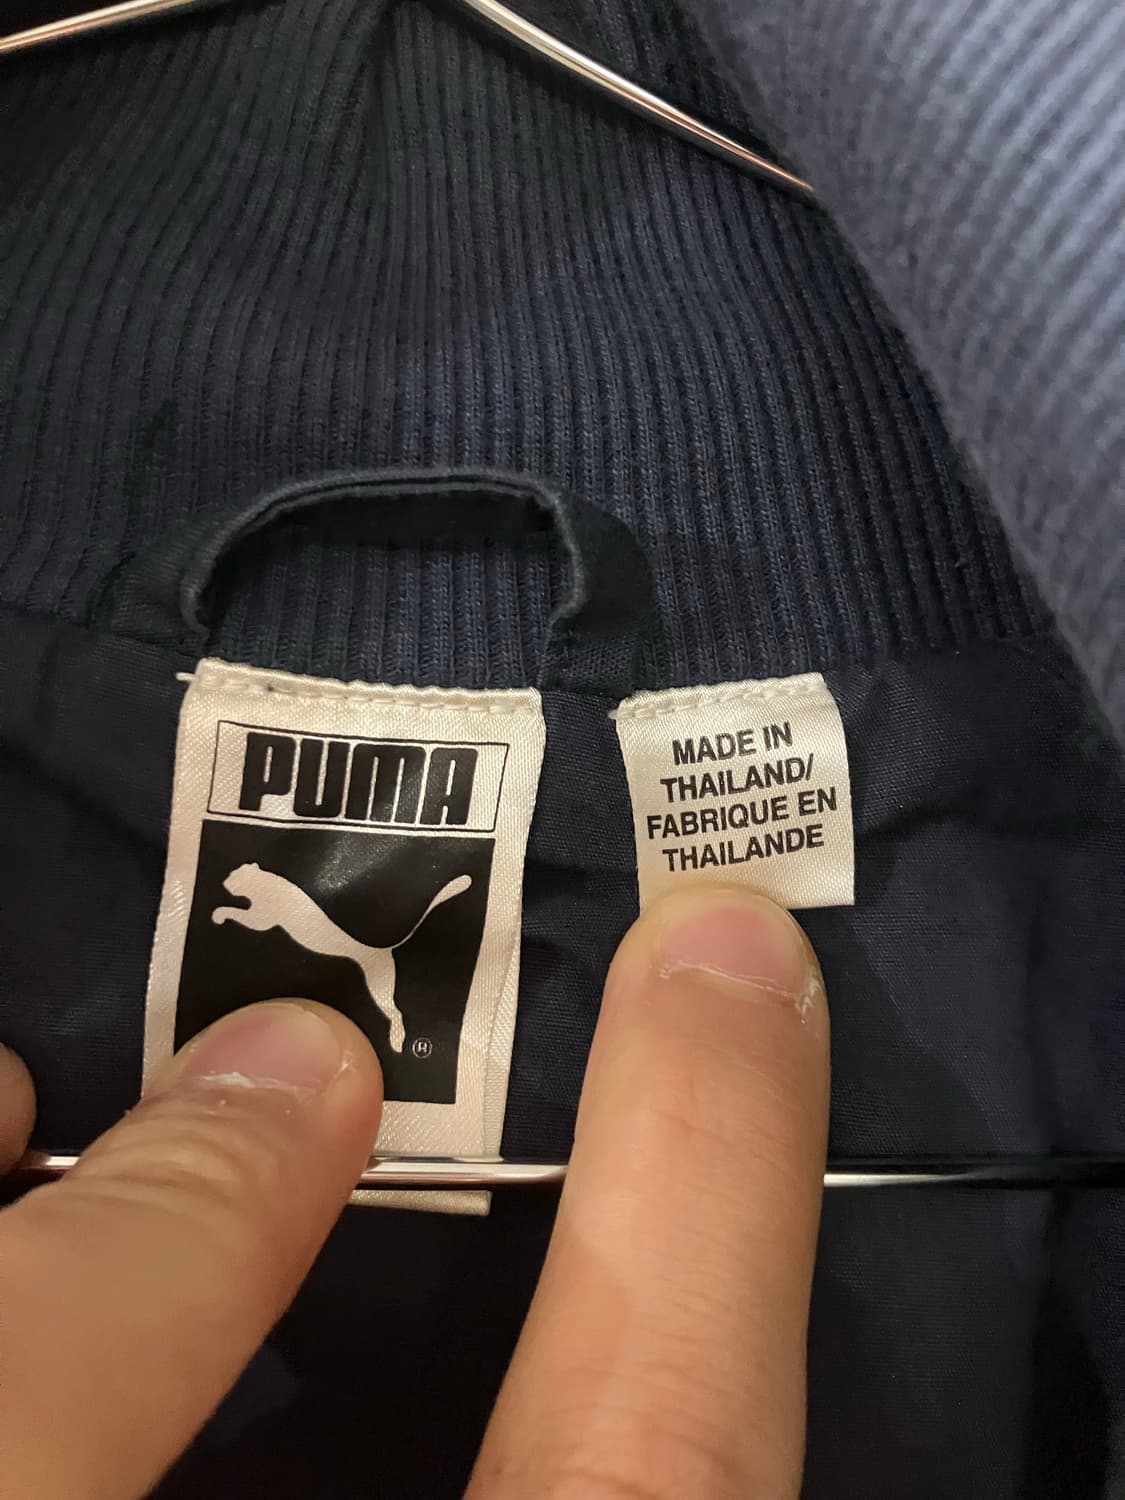 PUMA
®
MADE IN
THAILAND/
FABRIQUE EN
THAILANDE